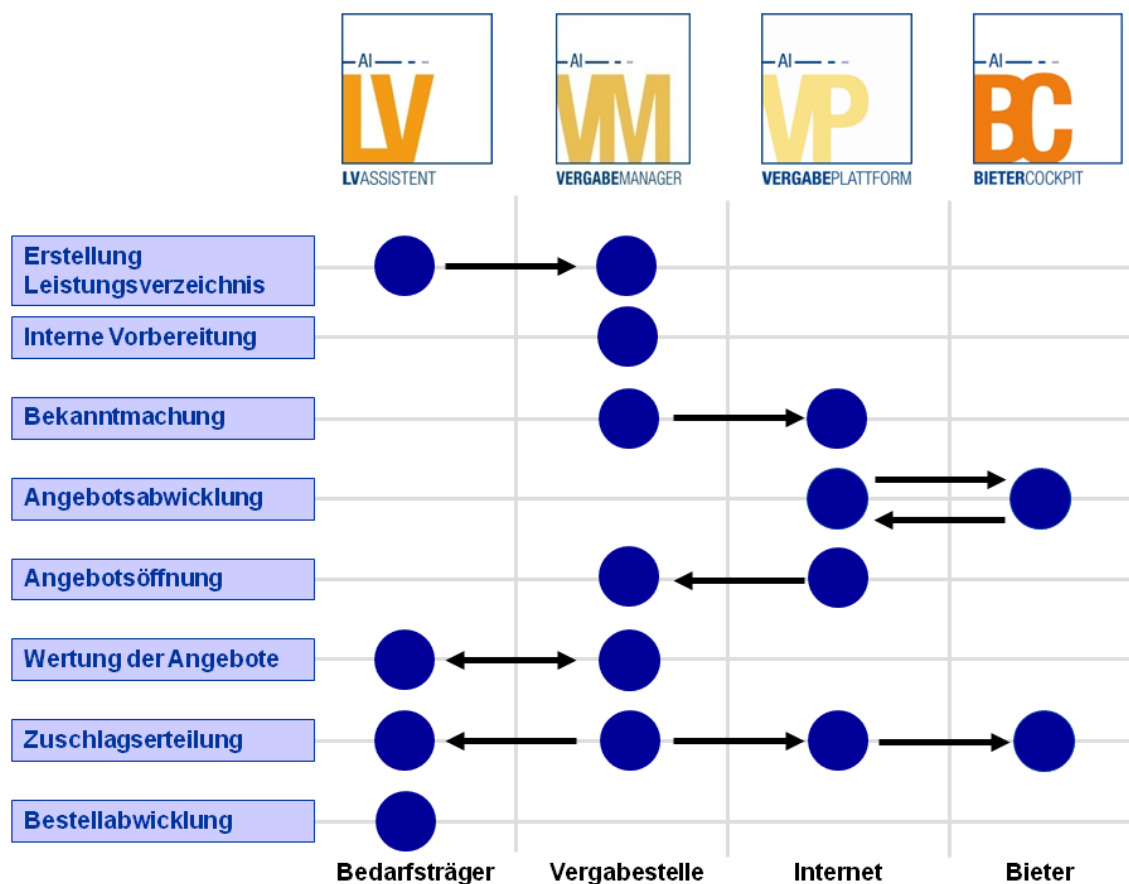 AI
LV
LVASSISTENT
AI
VM
VERGABEMANAGER
AI
VP
VERGABEPLATTFORM
AI
BC
BIETERCOCKPIT
Erstellung
Leistungsverzeichnis
Interne Vorbereitung
Bekanntmachung
Angebotsabwicklung
Angebotsöffnung
Wertung der Angebote
Zuschlagserteilung
Bestellabwicklung
Bedarfsträger
Vergabestelle
Internet
Bieter